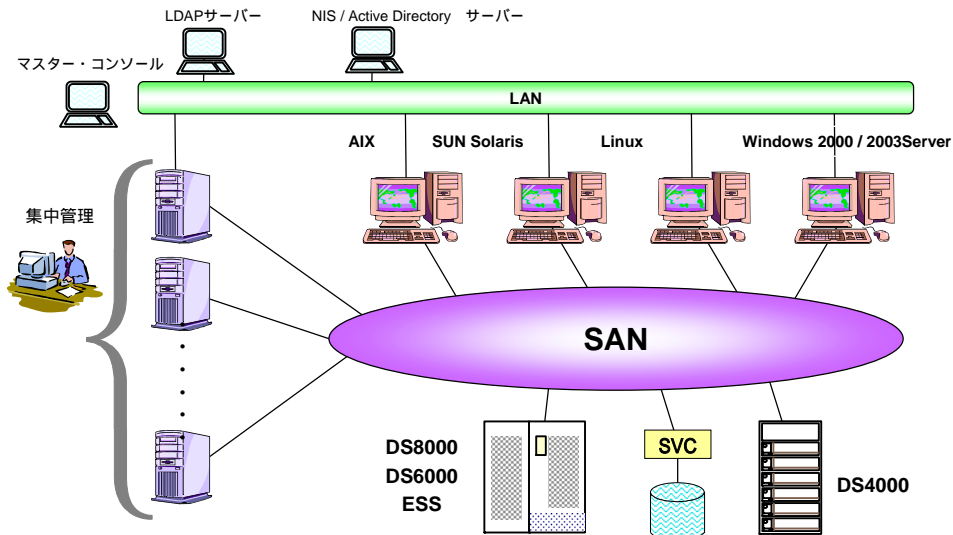 LDAPサーバー
NIS / Active Directory サーバー
マスター・コンソール
LAN
AIX
SUN Solaris
Linux
Windows 2000 / 2003Server
集中管理
SAN
DS8000
DS6000
ESS
SVC
DS4000